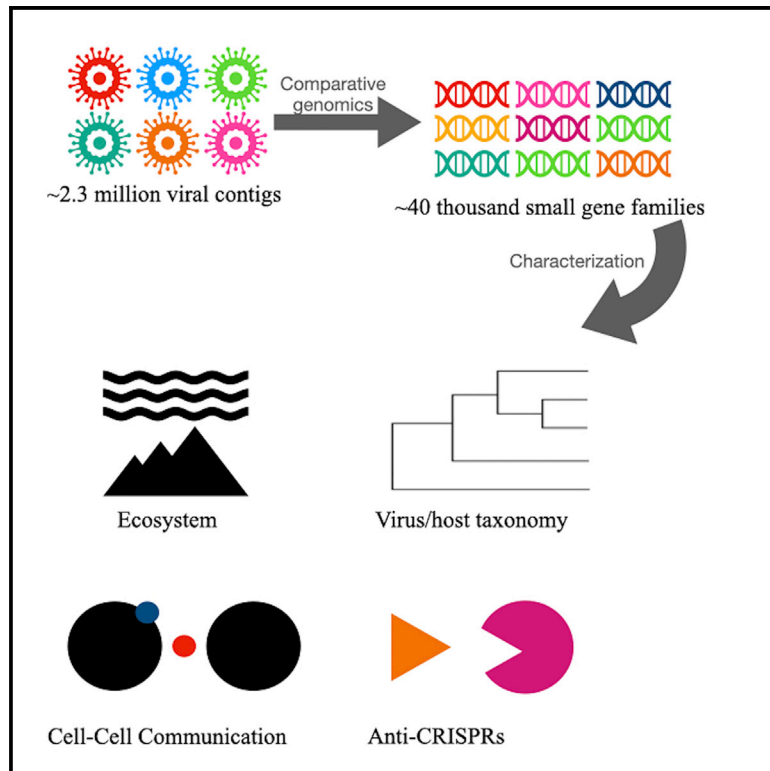 Comparative
genomics
~2.3 million viral contigs
~40 thousand small gene families
Characterization
Ecosystem
Virus/host taxonomy
Cell-Cell Communication
Anti-CRISPRs